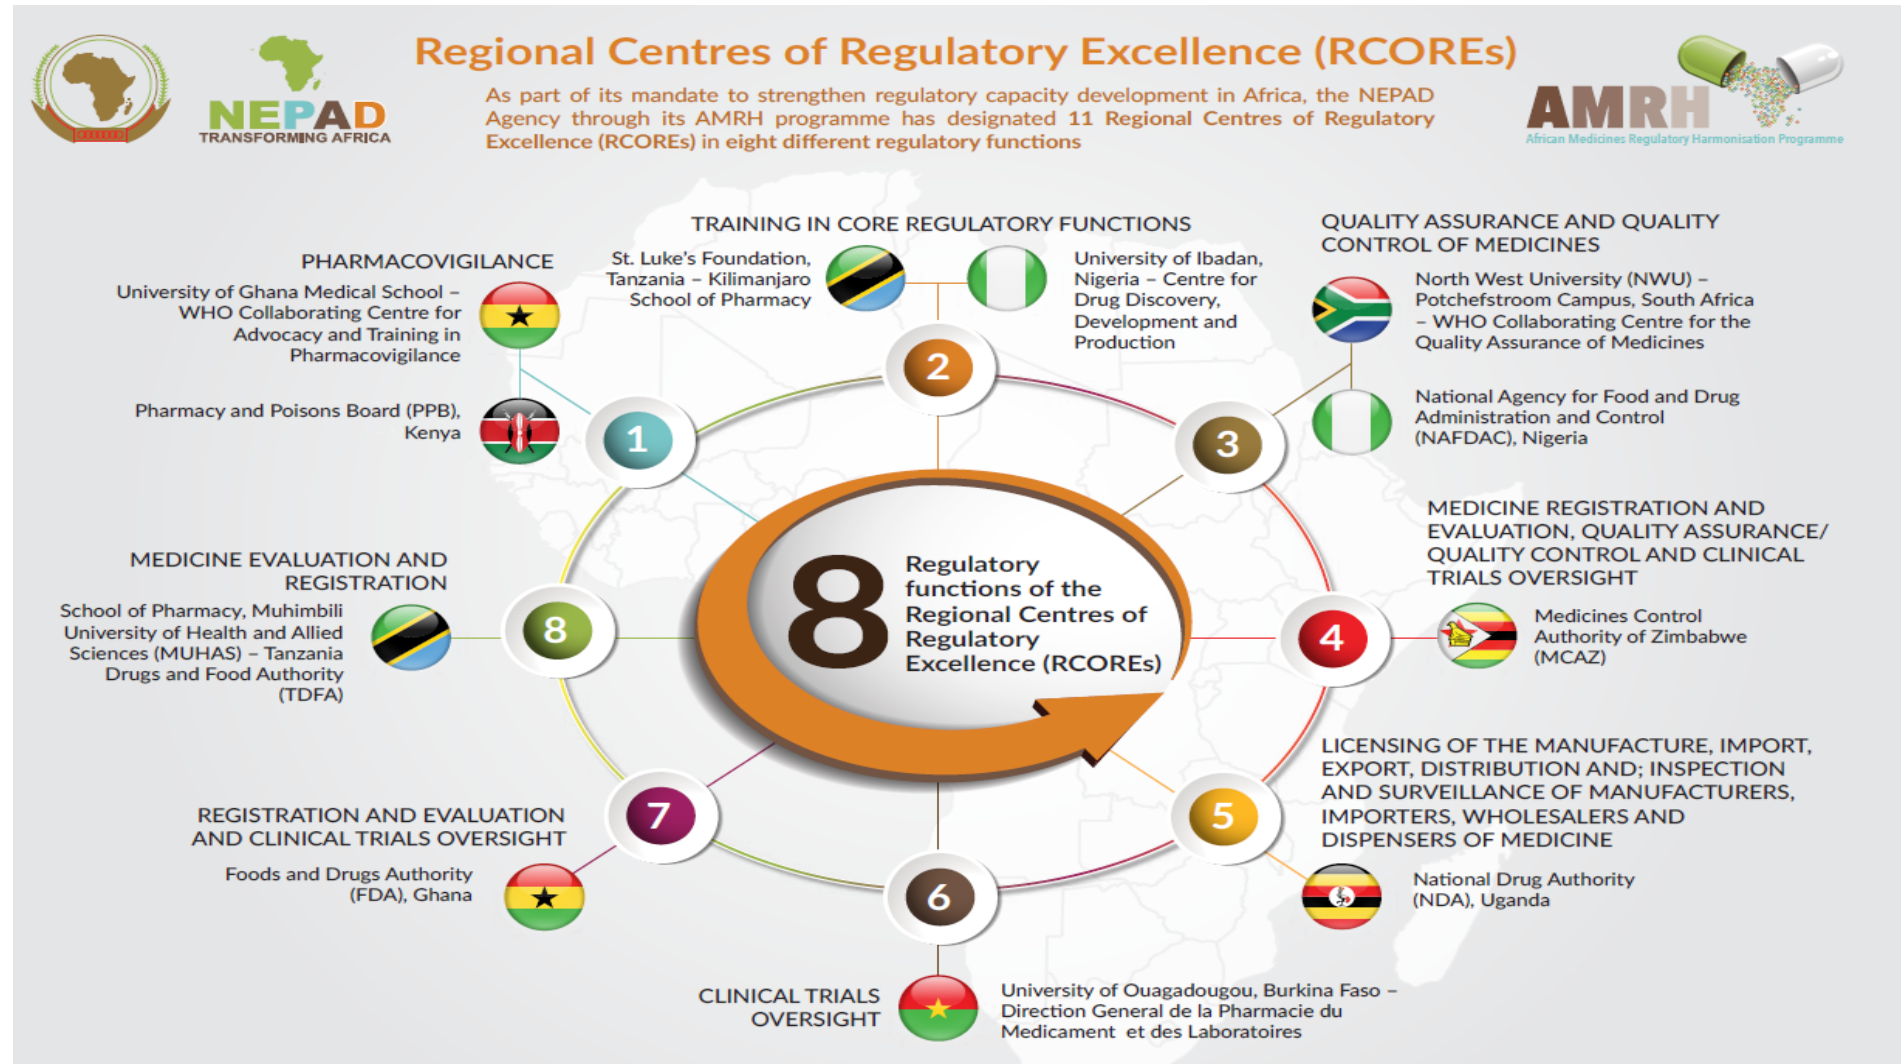 NEPAD
TRANSFORMING AFRICA
Regional Centres of Regulatory Excellence (RCOREs)
As part of its mandate to strengthen regulatory capacity development in Africa, the NEPAD
Agency through its AMRH programme has designated 11 Regional Centres of Regulatory
Excellence (RCOREs) in eight different regulatory functions
AMRH
African Medicines Regulatory Harmonisation Programme
PHARMACOVIGILANCE
University of Ghana Medical School –
WHO Collaborating Centre for
Advocacy and Training in
Pharmacovigilance
Pharmacy and Poisons Board (PPB),
Kenya
1
TRAINING IN CORE REGULATORY FUNCTIONS
St. Luke's Foundation,
Tanzania – Kilimanjaro
School of Pharmacy
University of Ibadan,
Nigeria – Centre for
Drug Discovery,
Development and
Production
2
QUALITY ASSURANCE AND QUALITY
CONTROL OF MEDICINES
North West University (NWU) –
Potchefstroom Campus, South Africa
– WHO Collaborating Centre for the
Quality Assurance of Medicines
National Agency for Food and Drug
Administration and Control
(NAFDAC), Nigeria
3
MEDICINE REGISTRATION AND
EVALUATION, QUALITY ASSURANCE/
QUALITY CONTROL AND CLINICAL
TRIALS OVERSIGHT
Medicines Control
Authority of Zimbabwe
(MCAZ)
4
LICENSING OF THE MANUFACTURE, IMPORT,
EXPORT, DISTRIBUTION AND; INSPECTION
AND SURVEILLANCE OF MANUFACTURERS,
IMPORTERS, WHOLESALERS AND
DISPENSERS OF MEDICINE
National Drug Authority
(NDA), Uganda
5
6
CLINICAL TRIALS
OVERSIGHT
University of Ouagadougou, Burkina Faso –
Direction General de la Pharmacie du
Medicament et des Laboratoires
7
REGISTRATION AND EVALUATION
AND CLINICAL TRIALS OVERSIGHT
Foods and Drugs Authority
(FDA), Ghana
8
MEDICINE EVALUATION AND
REGISTRATION
School of Pharmacy, Muhimbili
University of Health and Allied
Sciences (MUHAS) – Tanzania
Drugs and Food Authority
(TDFA)
8
Regulatory
functions of the
Regional Centres of
Regulatory
Excellence (RCOREs)